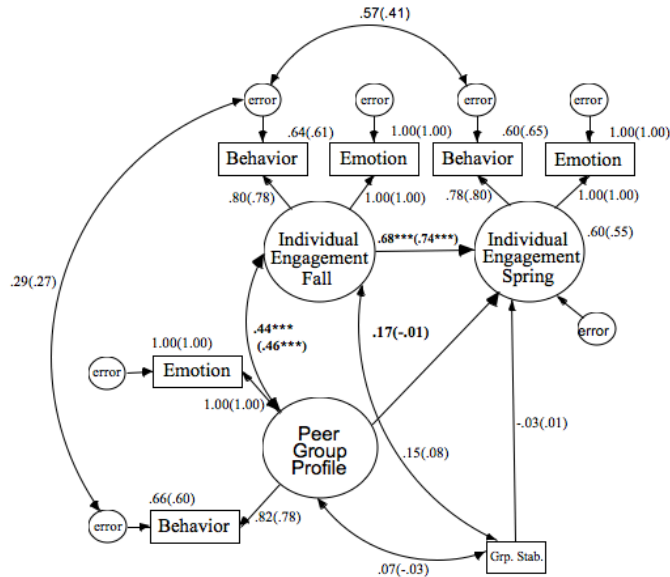 .57(.41)
error
error
error
error
.64(.61)
1.00(1.00)
.60(.65)
1.00(1.00)
Behavior
Emotion
Behavior
Emotion
.80(.78)
1.00(1.00)
.78(.80)
1.00(1.00)
Individual
Engagement
Fall
.68***(.74***)
Individual
Engagement
Spring
.60(.55)
.29(.27)
.44***
(.46***)
.17(-.01)
error
1.00(1.00)
error
Emotion
1.00(1.00)
Peer
Group
Profile
-.03(.01)
.15(.08)
.66(.60)
error
Behavior
.82(.78)
Grp. Stab.
.07(-.03)